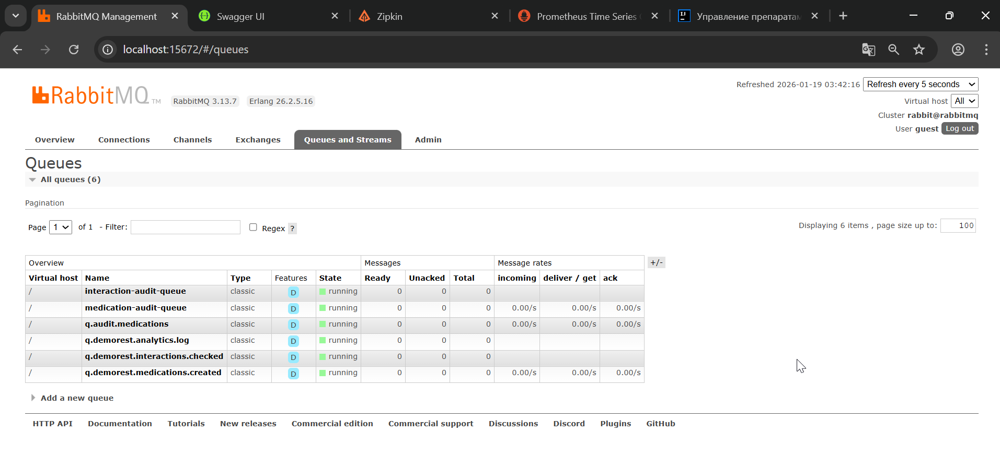 RabbitMQ Management
Swagger UI
Zipkin
Prometheus Time Series
Управление препаратам
localhost:15672/#/queues
RabbitMQ TM
RabbitMQ 3.13.7
Erlang 26.2.5.16
Refreshed 2026-01-19 03:42:16
Refresh every 5 seconds
Virtual host All
Cluster rabbit@rabbitmq
User guest Log out
Overview Connections Channels Exchanges Queues and Streams Admin
Queues
All queues (6)
Pagination
Page 1 of 1 - Filter: Regex ?
Displaying 6 items , page size up to: 100
Overview Messages Message rates +/-
Virtual host Name Type Features State Ready Unacked Total incoming deliver / get ack
/ interaction-audit-queue classic D running 0 0 0
/ medication-audit-queue classic D running 0 0 0 0.00/s 0.00/s 0.00/s
/ q.audit.medications classic D running 0 0 0 0.00/s 0.00/s 0.00/s
/ q.demorest.analytics.log classic D running 0 0 0
/ q.demorest.interactions.checked classic D running 0 0 0
/ q.demorest.medications.created classic D running 0 0 0 0.00/s 0.00/s 0.00/s
Add a new queue
HTTP API Documentation Tutorials New releases Commercial edition Commercial support Discussions Discord Plugins GitHub